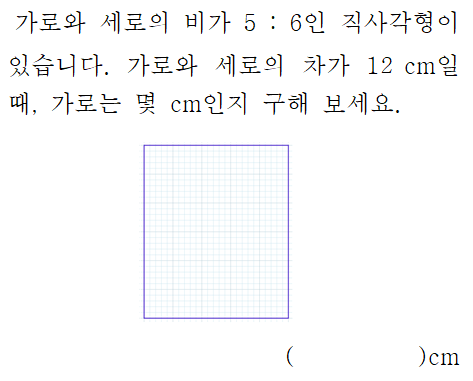 가로와 세로의 비가 5 : 6인 직사각형이
있습니다. 가로와 세로의 차가 12 cm일
때, 가로는 몇 cm인지 구해 보세요.
( )cm